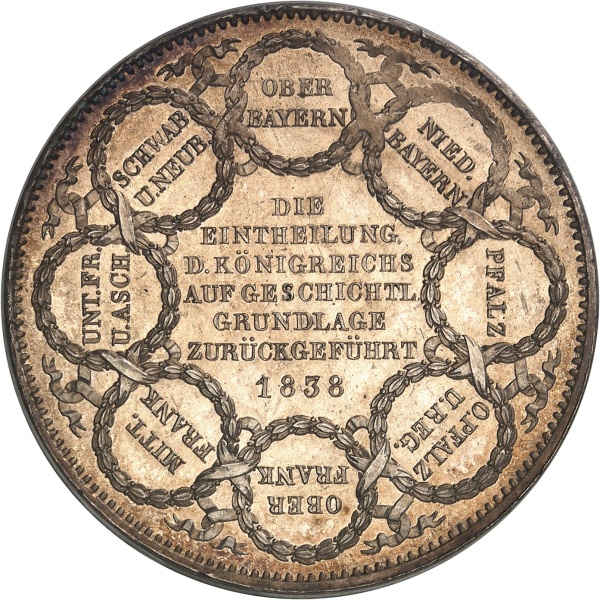 OBER
BAYERN
NIED.
BAYERN
PFALZ
O.PFALZ
U.REG.
OBER
FRANK
MITT.
FRANK
UNT.FR.
U.ASCH
SCHWAB
U.NEUB.
DIE
EINTHEILUNG
D. KÖNIGREICHS
AUF GESCHICHTL.
GRUNDLAGE
ZURÜCKGEFÜHRT
1838